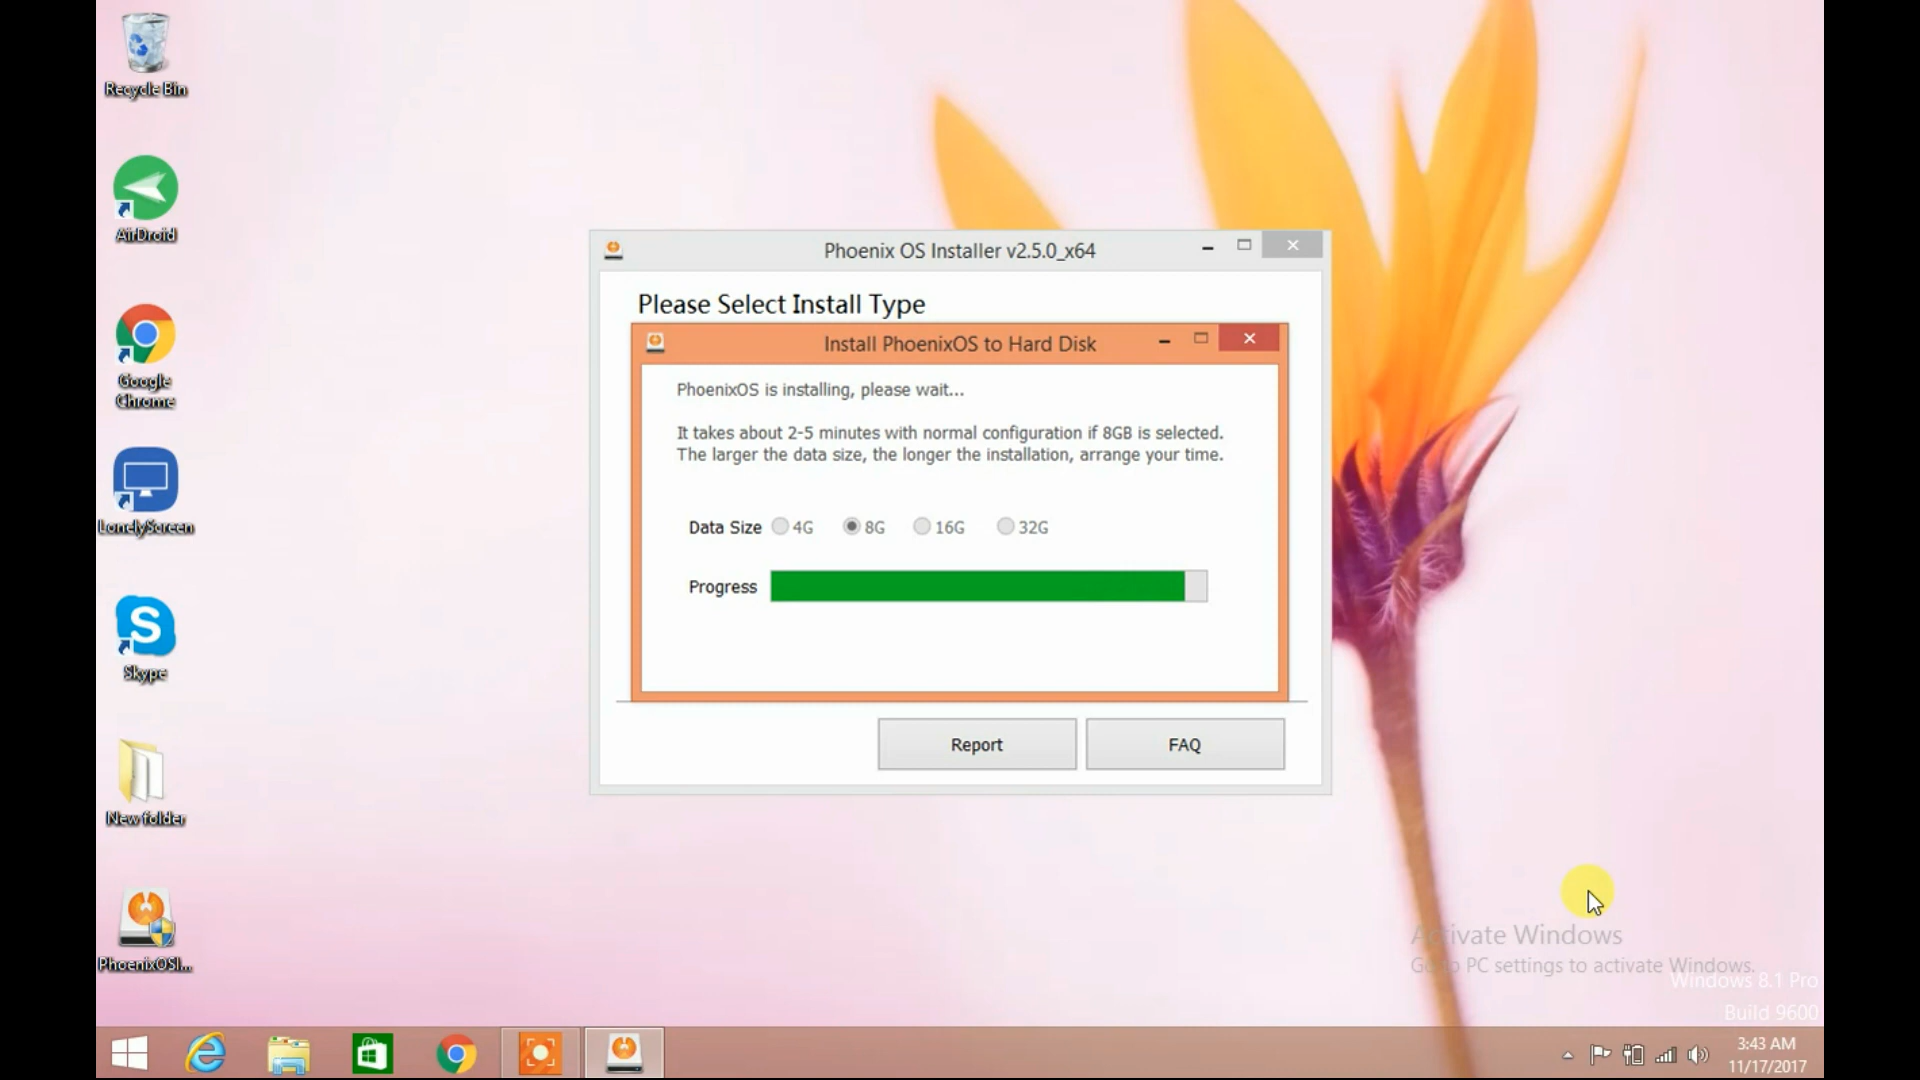 Recycle Bin
AirDroid
Google
Chrome
LonelyScreen
Skype
New folder
PhoenixOSI...
Phoenix OS Installer v2.5.0_x64
Please Select Install Type
Install PhoenixOS to Hard Disk
PhoenixOS is installing, please wait...
It takes about 2-5 minutes with normal configuration if 8GB is selected.
The larger the data size, the longer the installation, arrange your time.
Data Size 4G 8G 16G 32G
Progress
Report FAQ
Activate Windows
Go to PC settings to activate Windows.
Windows 8.1 Pro
Build 9600
3:43 AM
11/17/2017